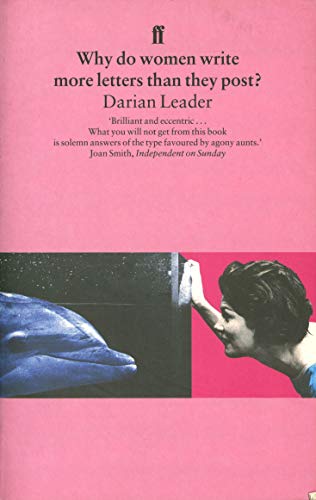 ff
Why do women write
more letters than they post?
Darian Leader
‘Brilliant and eccentric . . .
What you will not get from this book
is solemn answers of the type favoured by agony aunts.’
Joan Smith, Independent on Sunday